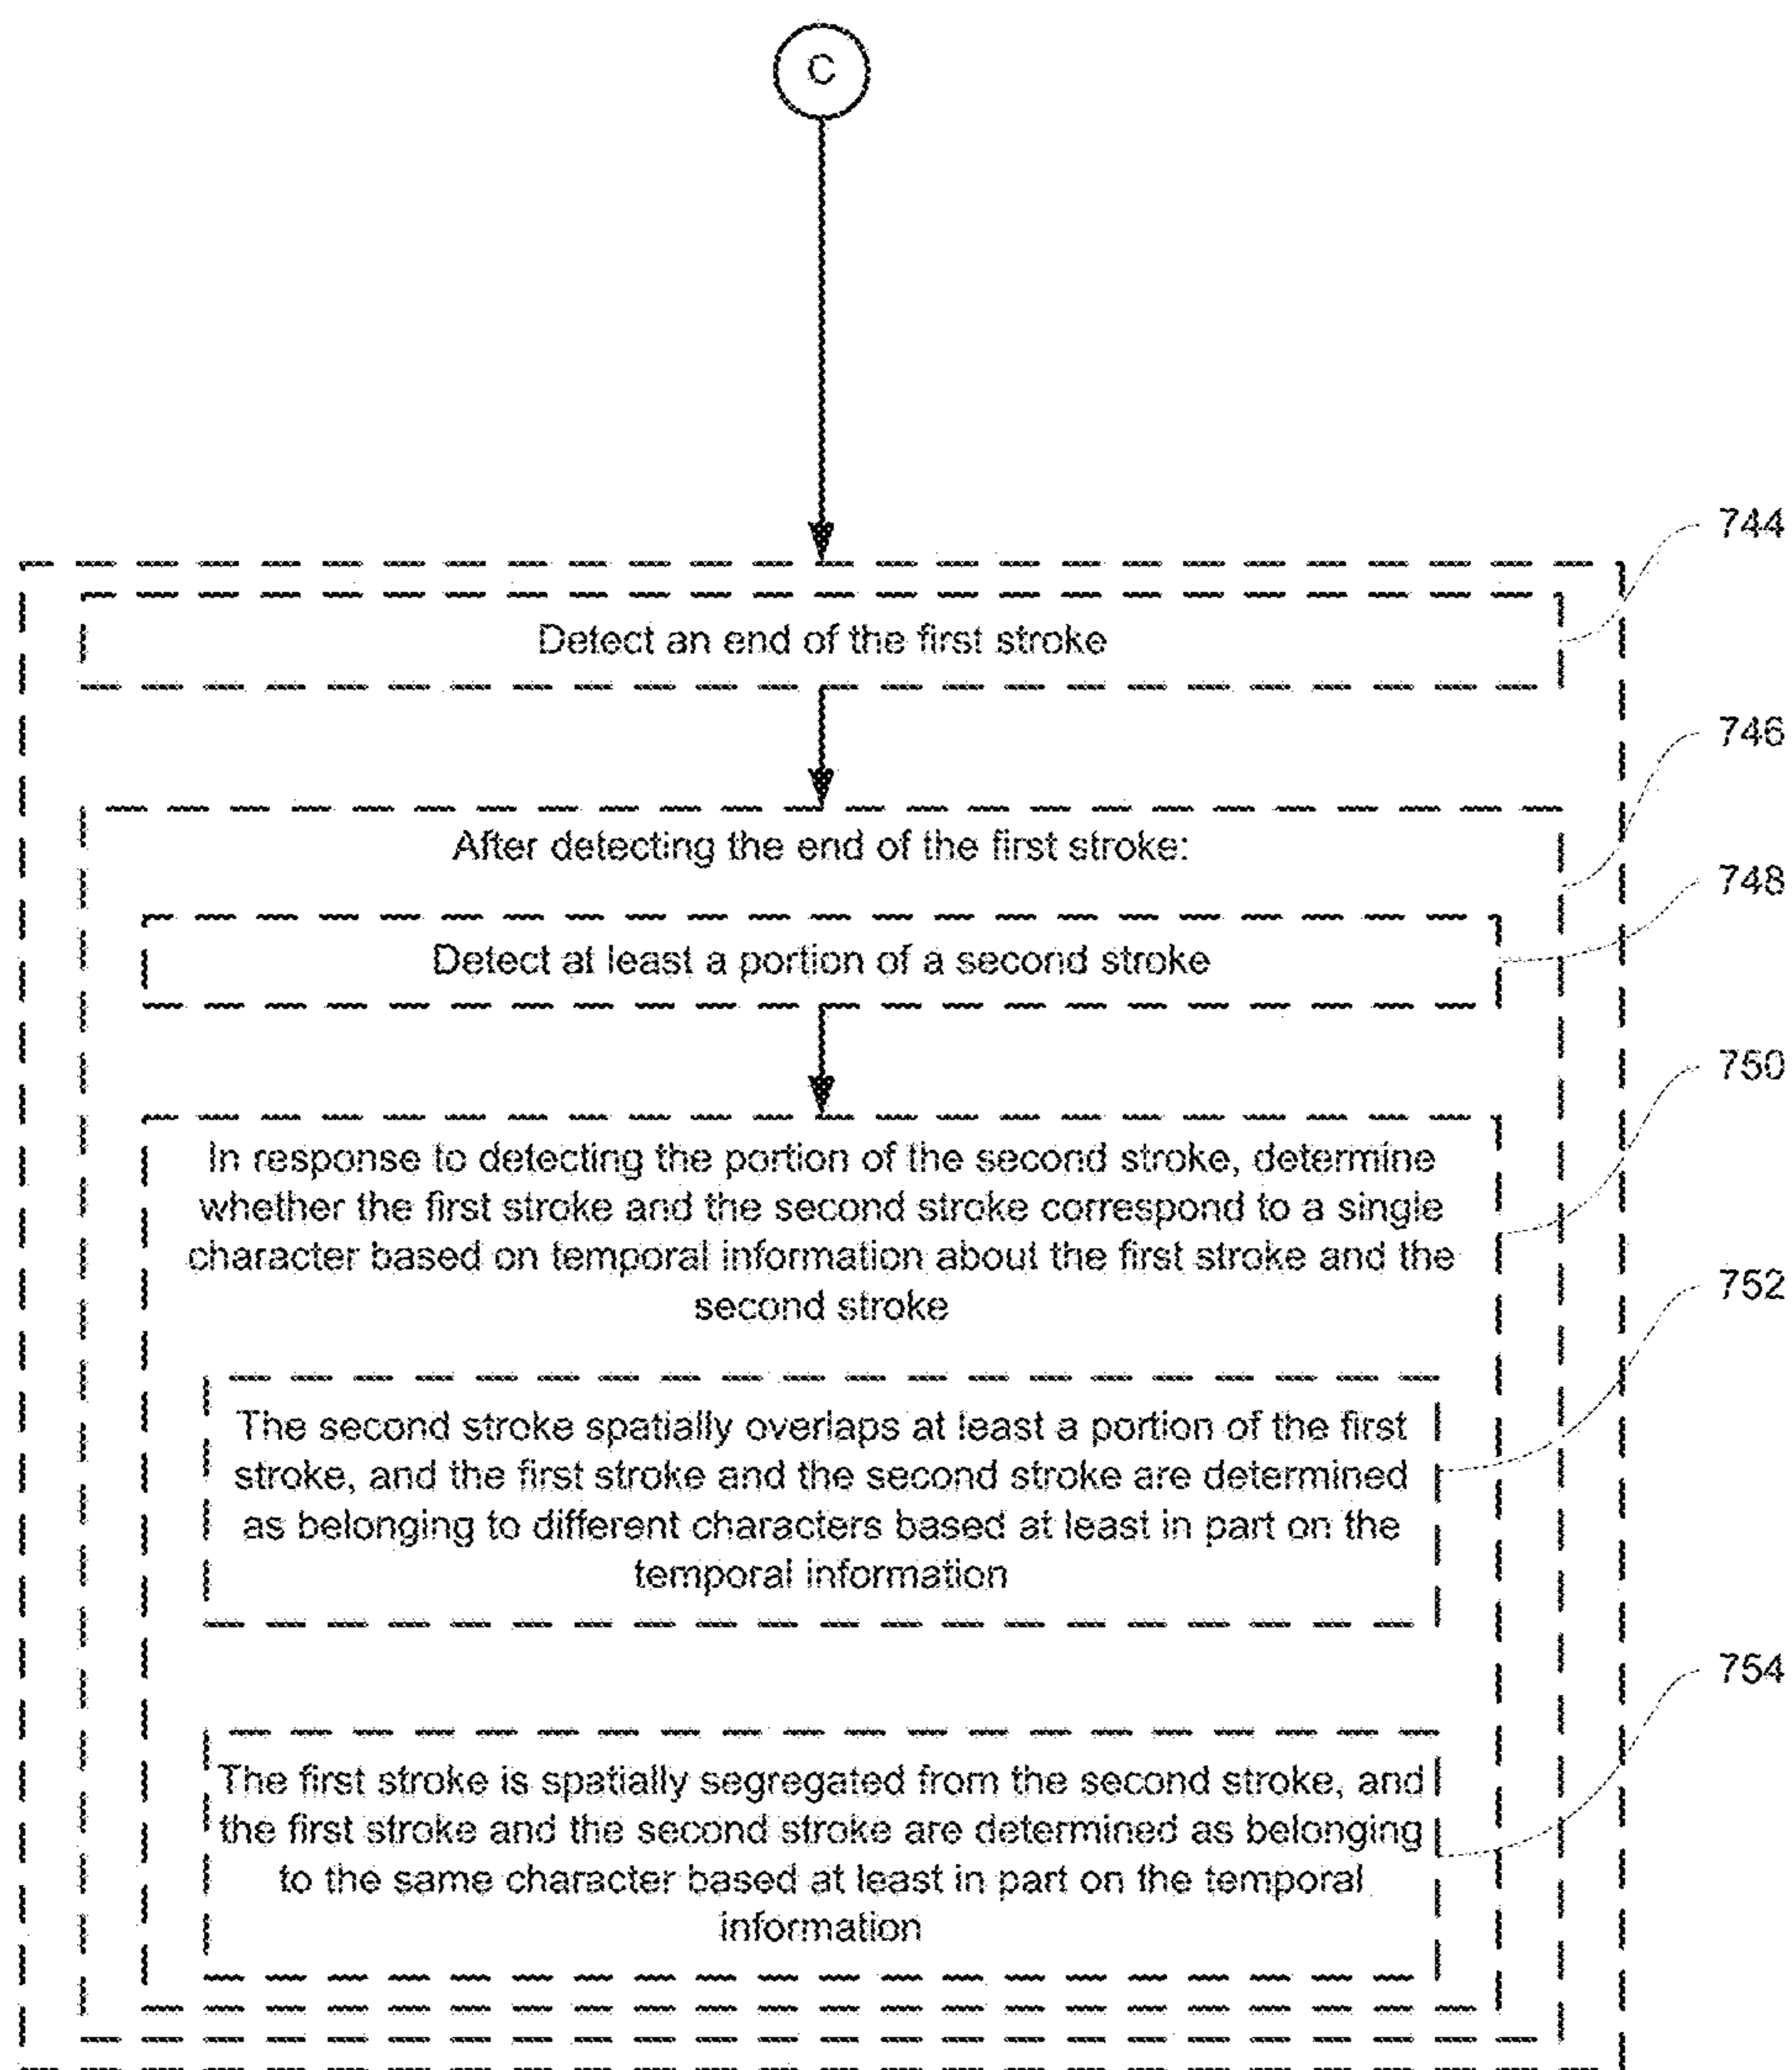 C
744
Detect an end of the first stroke
746
After detecting the end of the first stroke:
748
Detect at least a portion of a second stroke
750
In response to detecting the portion of the second stroke, determine
whether the first stroke and the second stroke correspond to a single
character based on temporal information about the first stroke and the
second stroke
752
The second stroke spatially overlaps at least a portion of the first
stroke, and the first stroke and the second stroke are determined
as belonging to different characters based at least in part on the
temporal information
754
The first stroke is spatially segregated from the second stroke, and
the first stroke and the second stroke are determined as belonging
to the same character based at least in part on the temporal
information